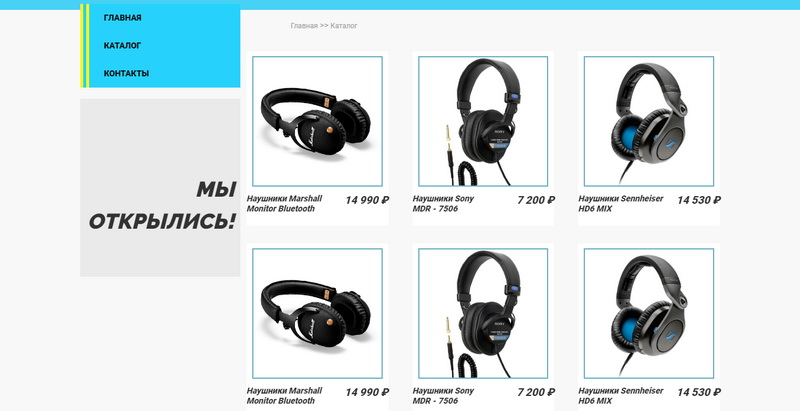 ГЛАВНАЯ
КАТАЛОГ
КОНТАКТЫ
МЫ
ОТКРЫЛИСЬ!
Главная >> Каталог
Наушники Marshall
Monitor Bluetooth
14 990 ₽
Наушники Sony
MDR - 7506
7 200 ₽
Наушники Sennheiser
HD6 MIX
14 530 ₽
Наушники Marshall
Monitor Bluetooth
14 990 ₽
Наушники Sony
MDR - 7506
7 200 ₽
Наушники Sennheiser
HD6 MIX
14 530 ₽